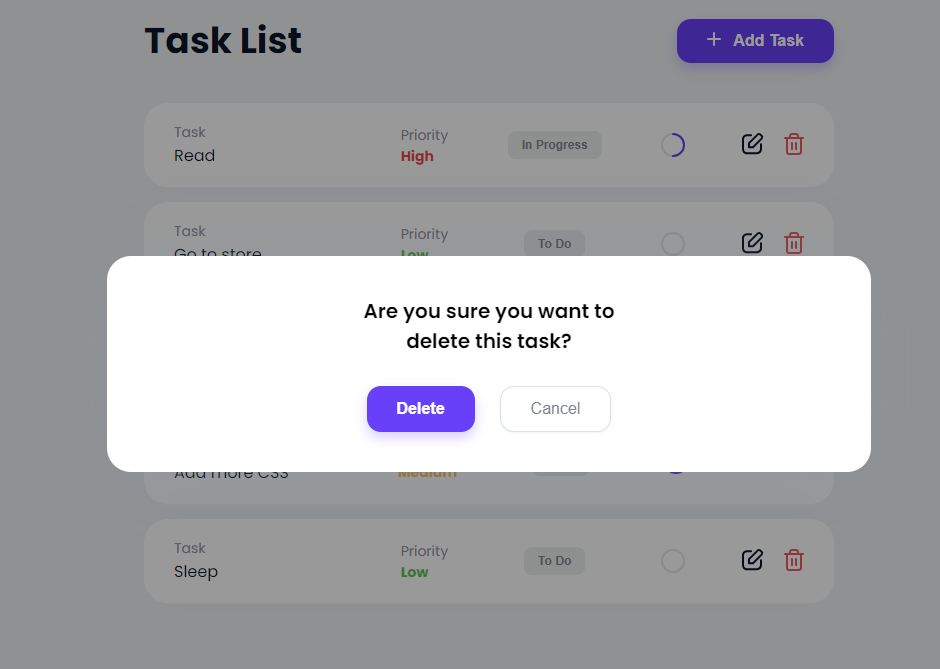 Task List
+ Add Task
Task
Read
Priority
High
In Progress
Task
Go to store
Priority
Low
To Do
Are you sure you want to
delete this task?
Delete
Cancel
Add more CSS
Medium
Task
Sleep
Priority
Low
To Do